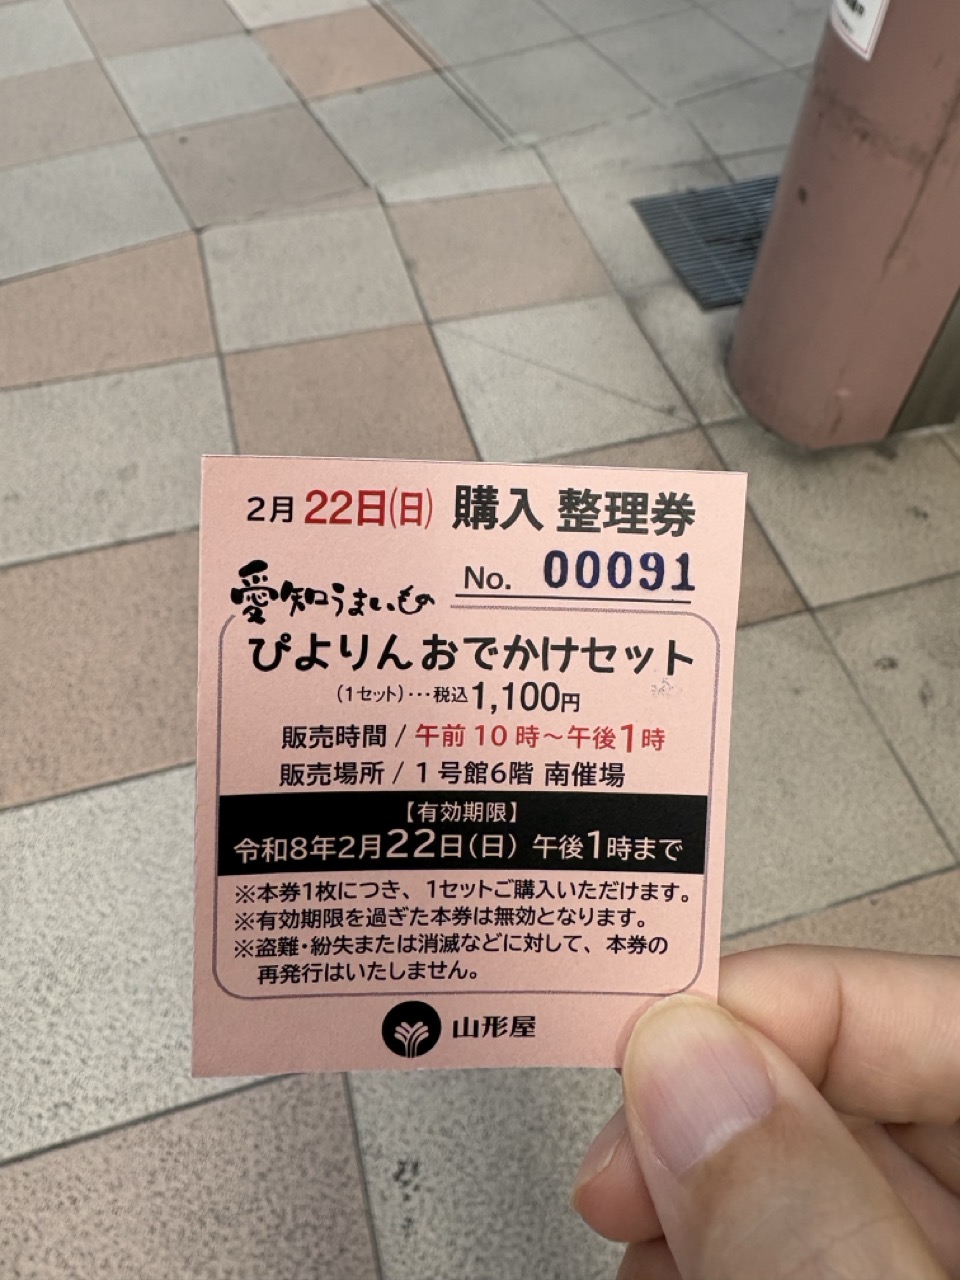 2月 22日(日) 購入 整理券
No. 00091
愛知うまいもの
ぴよりんおでかけセット
(1セット)…税込1,100円
販売時間 / 午前10時～午後1時
販売場所 / 1号館6階 南催場
【有効期限】
令和8年2月22日(日) 午後1時まで
※本券1枚につき、1セットご購入いただけます。
※有効期限を過ぎた本券は無効となります。
※盗難・紛失または消滅などに対して、本券の
再発行はいたしません。
山形屋